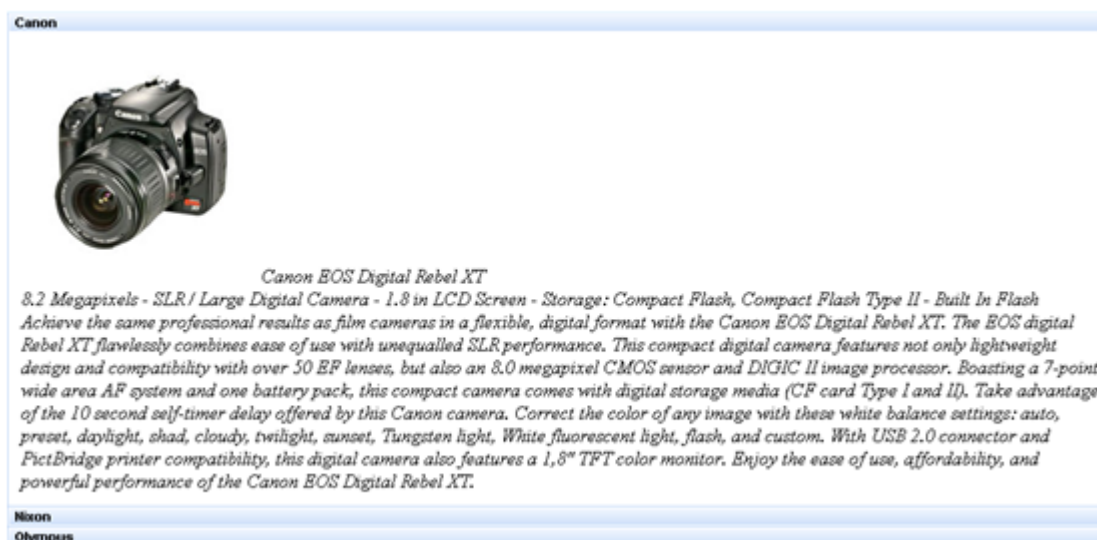 Canon
Canon
Canon EOS Digital Rebel XT
8.2 Megapixels - SLR / Large Digital Camera - 1.8 in LCD Screen - Storage: Compact Flash, Compact Flash Type II - Built In Flash
Achieve the same professional results as film cameras in a flexible, digital format with the Canon EOS Digital Rebel XT. The EOS digital
Rebel XT flawlessly combines ease of use with unequalled SLR performance. This compact digital camera features not only lightweight
design and compatibility with over 50 EF lenses, but also an 8.0 megapixel CMOS sensor and DIGIC II image processor. Boasting a 7-point
wide area AF system and one battery pack, this compact camera comes with digital storage media (CF card Type I and II). Take advantage
of the 10 second self-timer delay offered by this Canon camera. Correct the color of any image with these white balance settings: auto,
preset, daylight, shad, cloudy, twilight, sunset, Tungsten light, White fluorescent light, flash, and custom. With USB 2.0 connector and
PictBridge printer compatibility, this digital camera also features a 1,8" TFT color monitor. Enjoy the ease of use, affordability, and
powerful performance of the Canon EOS Digital Rebel XT.
Nixon
Olympus